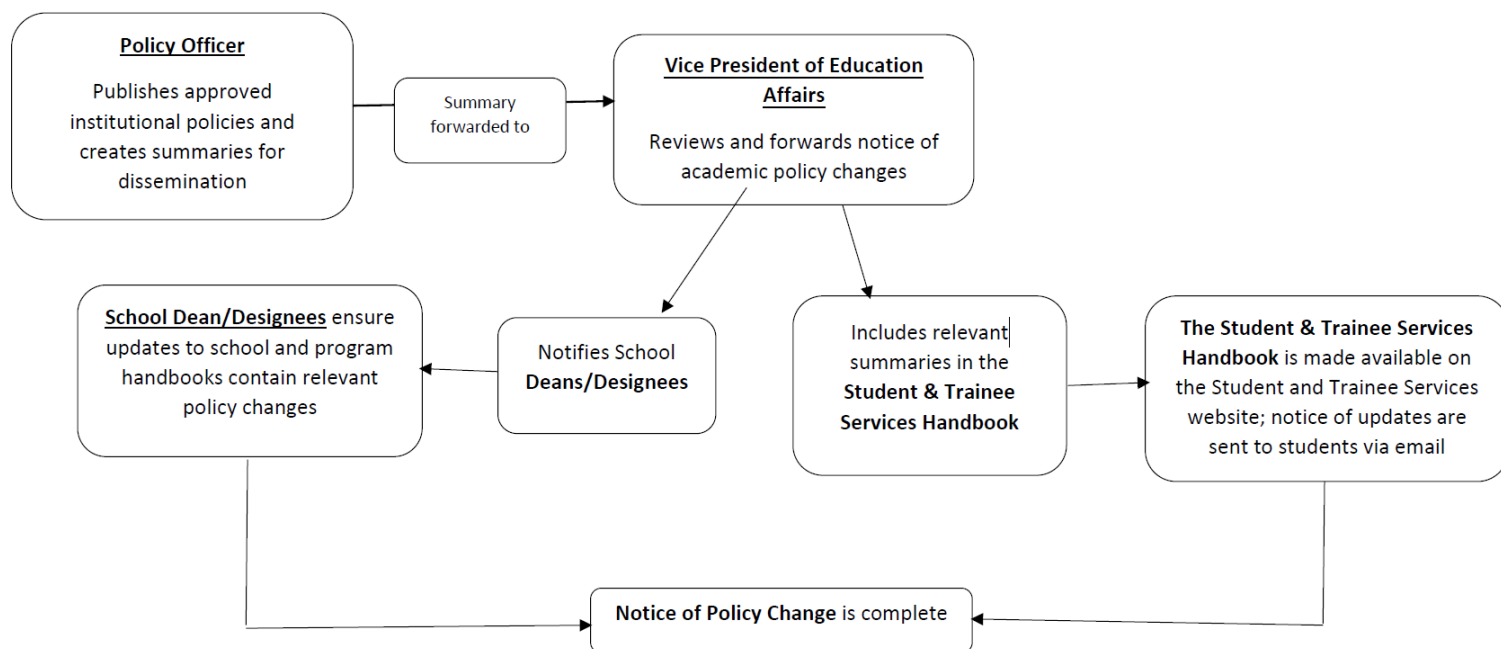 Policy Officer
Publishes approved
institutional policies and
creates summaries for
dissemination
Summary
forwarded to
Vice President of Education
Affairs
Reviews and forwards notice of
academic policy changes
School Dean/Designees ensure
updates to school and program
handbooks contain relevant
policy changes
Notifies School
Deans/Designees
Includes relevant
summaries in the
Student & Trainee
Services Handbook
The Student & Trainee Services
Handbook is made available on
the Student and Trainee Services
website; notice of updates are
sent to students via email
Notice of Policy Change is complete